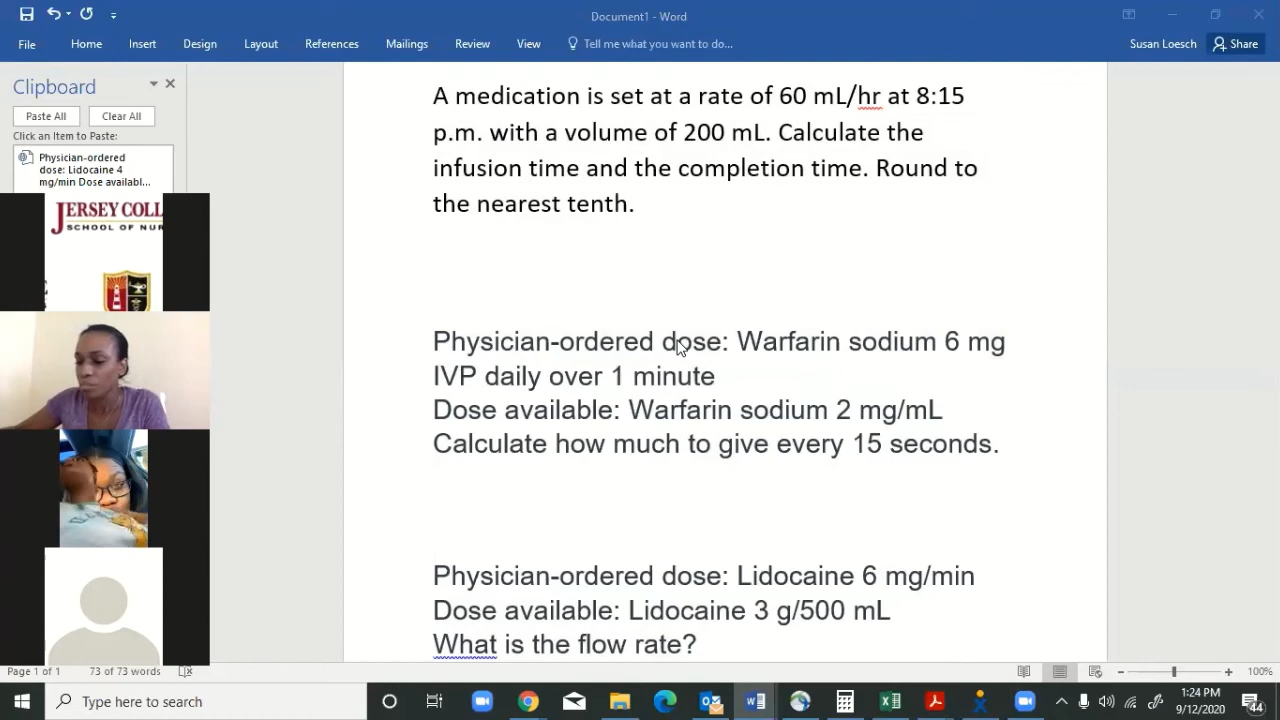 Document1 - Word
File Home Insert Design Layout References Mailings Review View Tell me what you want to do... Susan Loesch Share
Clipboard
Paste All Clear All
Click an Item to Paste:
Physician-ordered
dose: Lidocaine 4
mg/min Dose availabl...
JERSEY COLL
SCHOOL OF NUR
A medication is set at a rate of 60 mL/hr at 8:15
p.m. with a volume of 200 mL. Calculate the
infusion time and the completion time. Round to
the nearest tenth.
Physician-ordered dose: Warfarin sodium 6 mg
IVP daily over 1 minute
Dose available: Warfarin sodium 2 mg/mL
Calculate how much to give every 15 seconds.
Physician-ordered dose: Lidocaine 6 mg/min
Dose available: Lidocaine 3 g/500 mL
What is the flow rate?
Page 1 of 1 73 of 73 words 100%
Type here to search
1:24 PM
9/12/2020
44